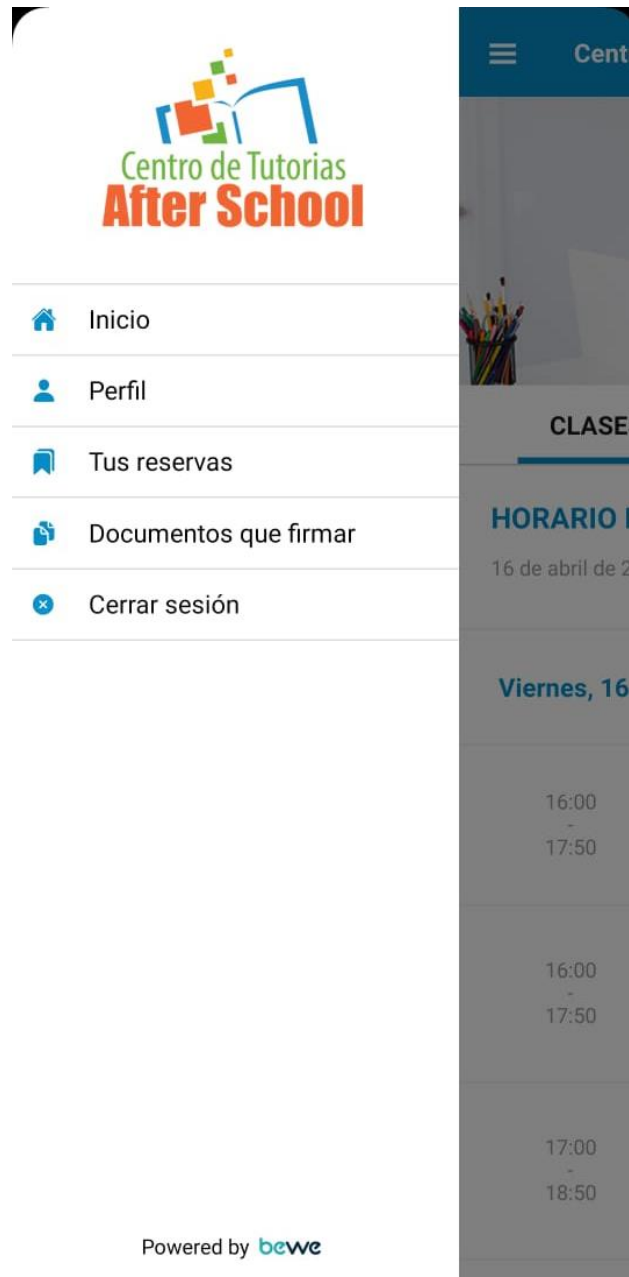 Centro de Tutorias
After School
Inicio
Perfil
Tus reservas
Documentos que firmar
Cerrar sesión
Powered by bewe
Cent
CLASE
HORARIO
16 de abril de 2
Viernes, 16
16:00
-
17:50
16:00
-
17:50
17:00
-
18:50